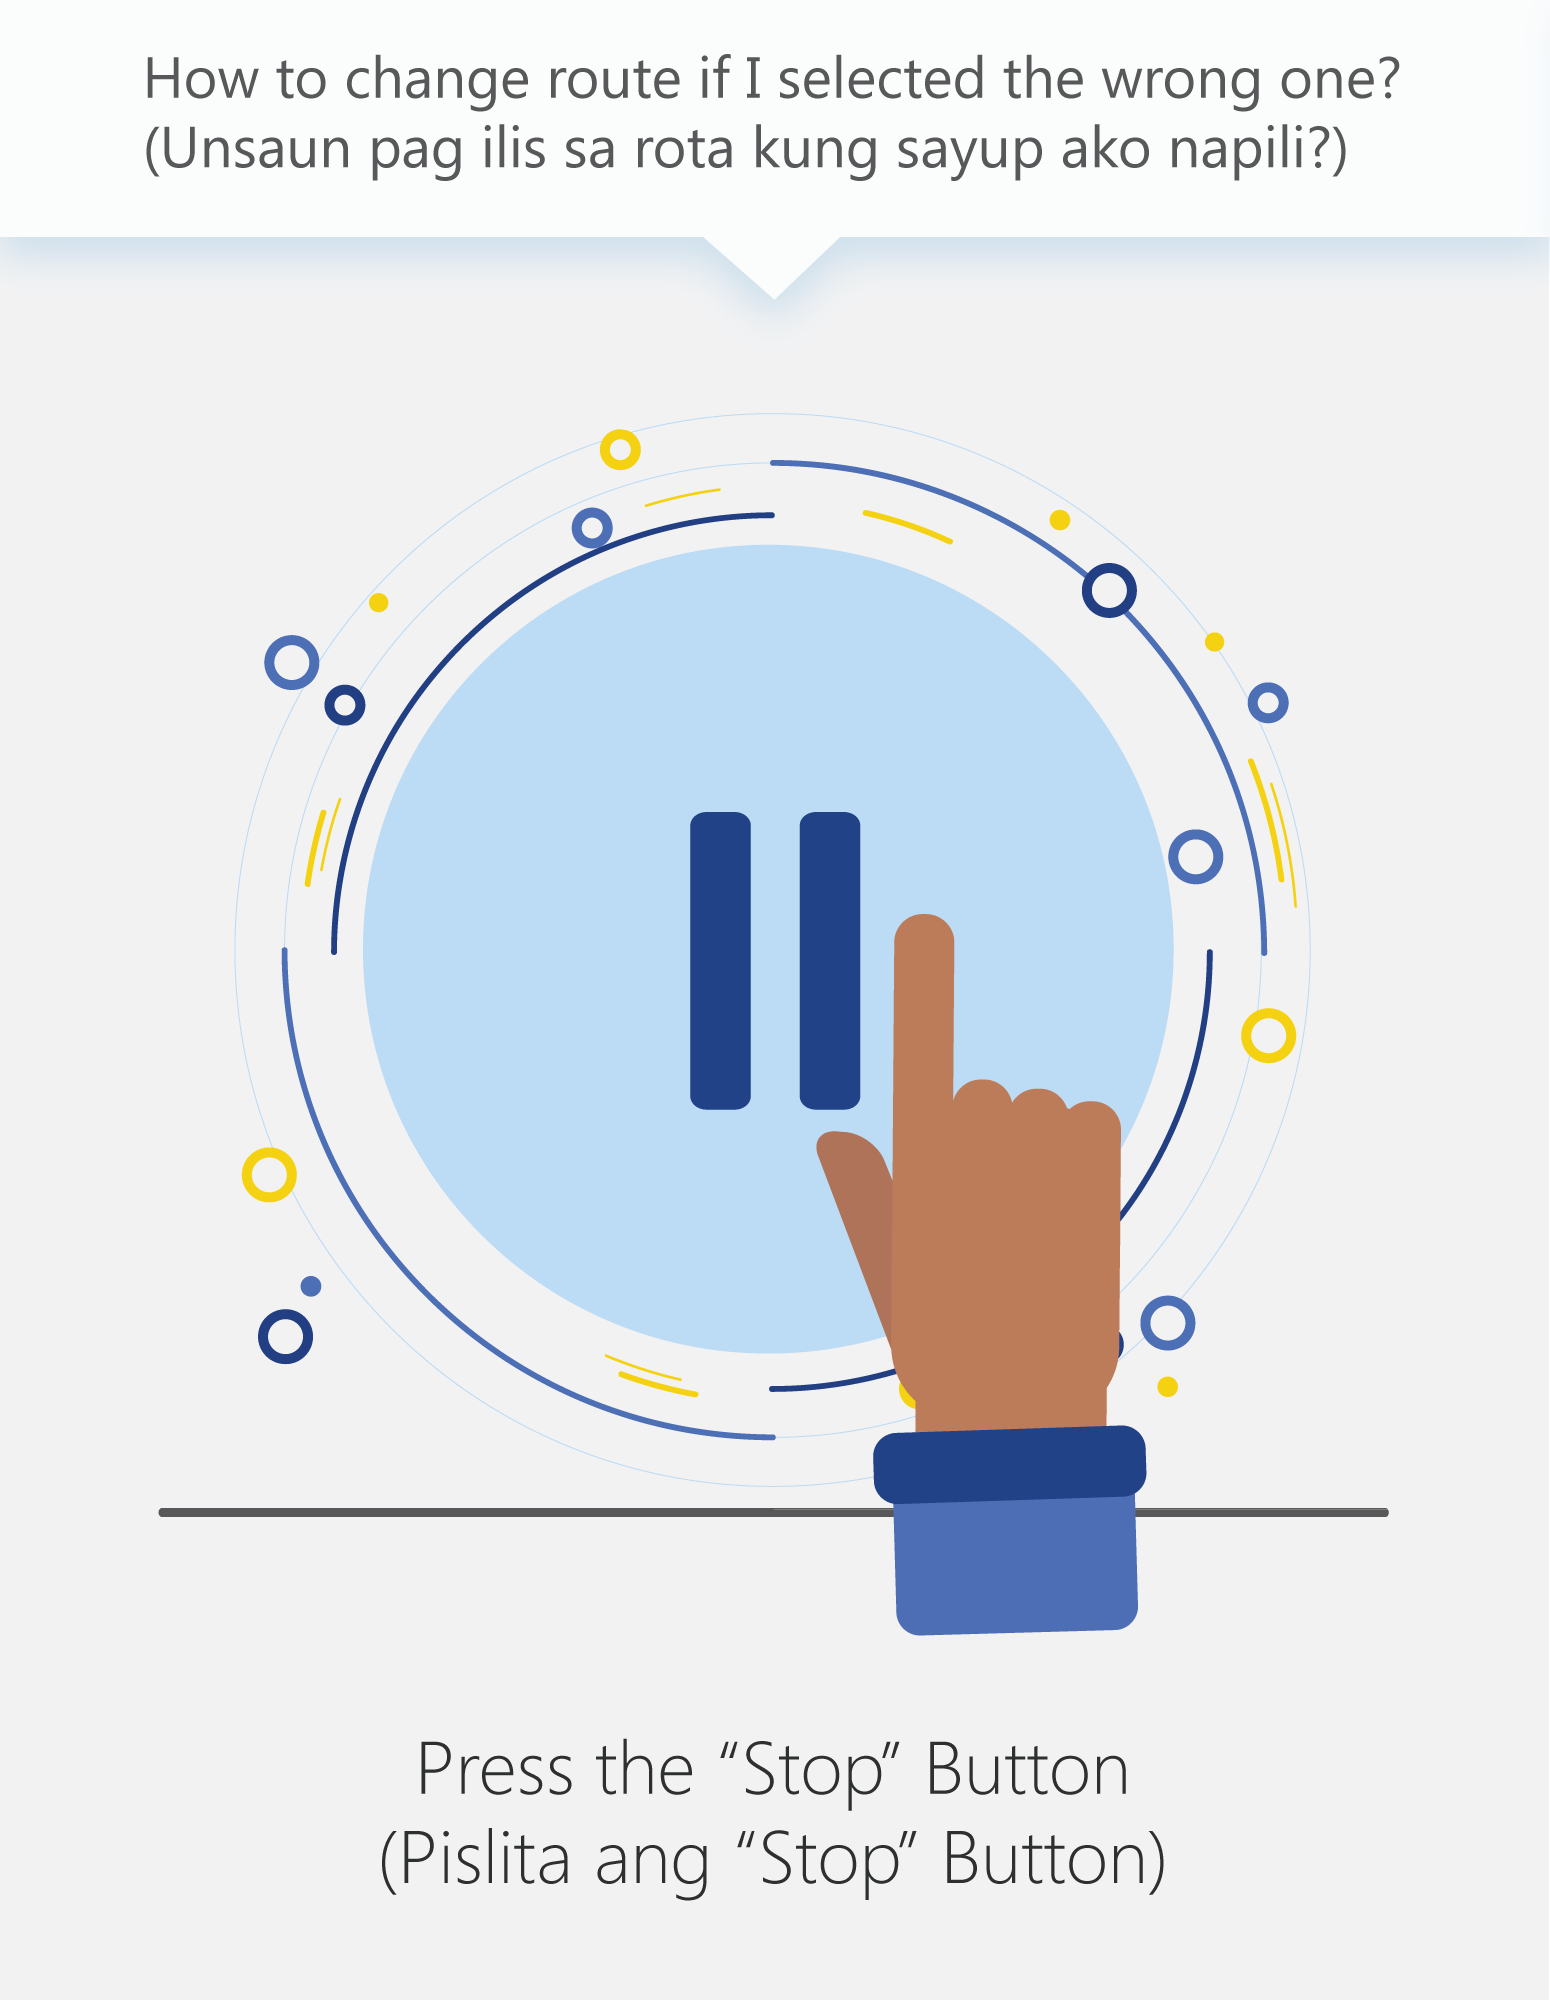 How to change route if I selected the wrong one?
(Unsaun pag ilis sa rota kung sayup ako napili?)
Press the “Stop” Button
(Pislita ang “Stop” Button)